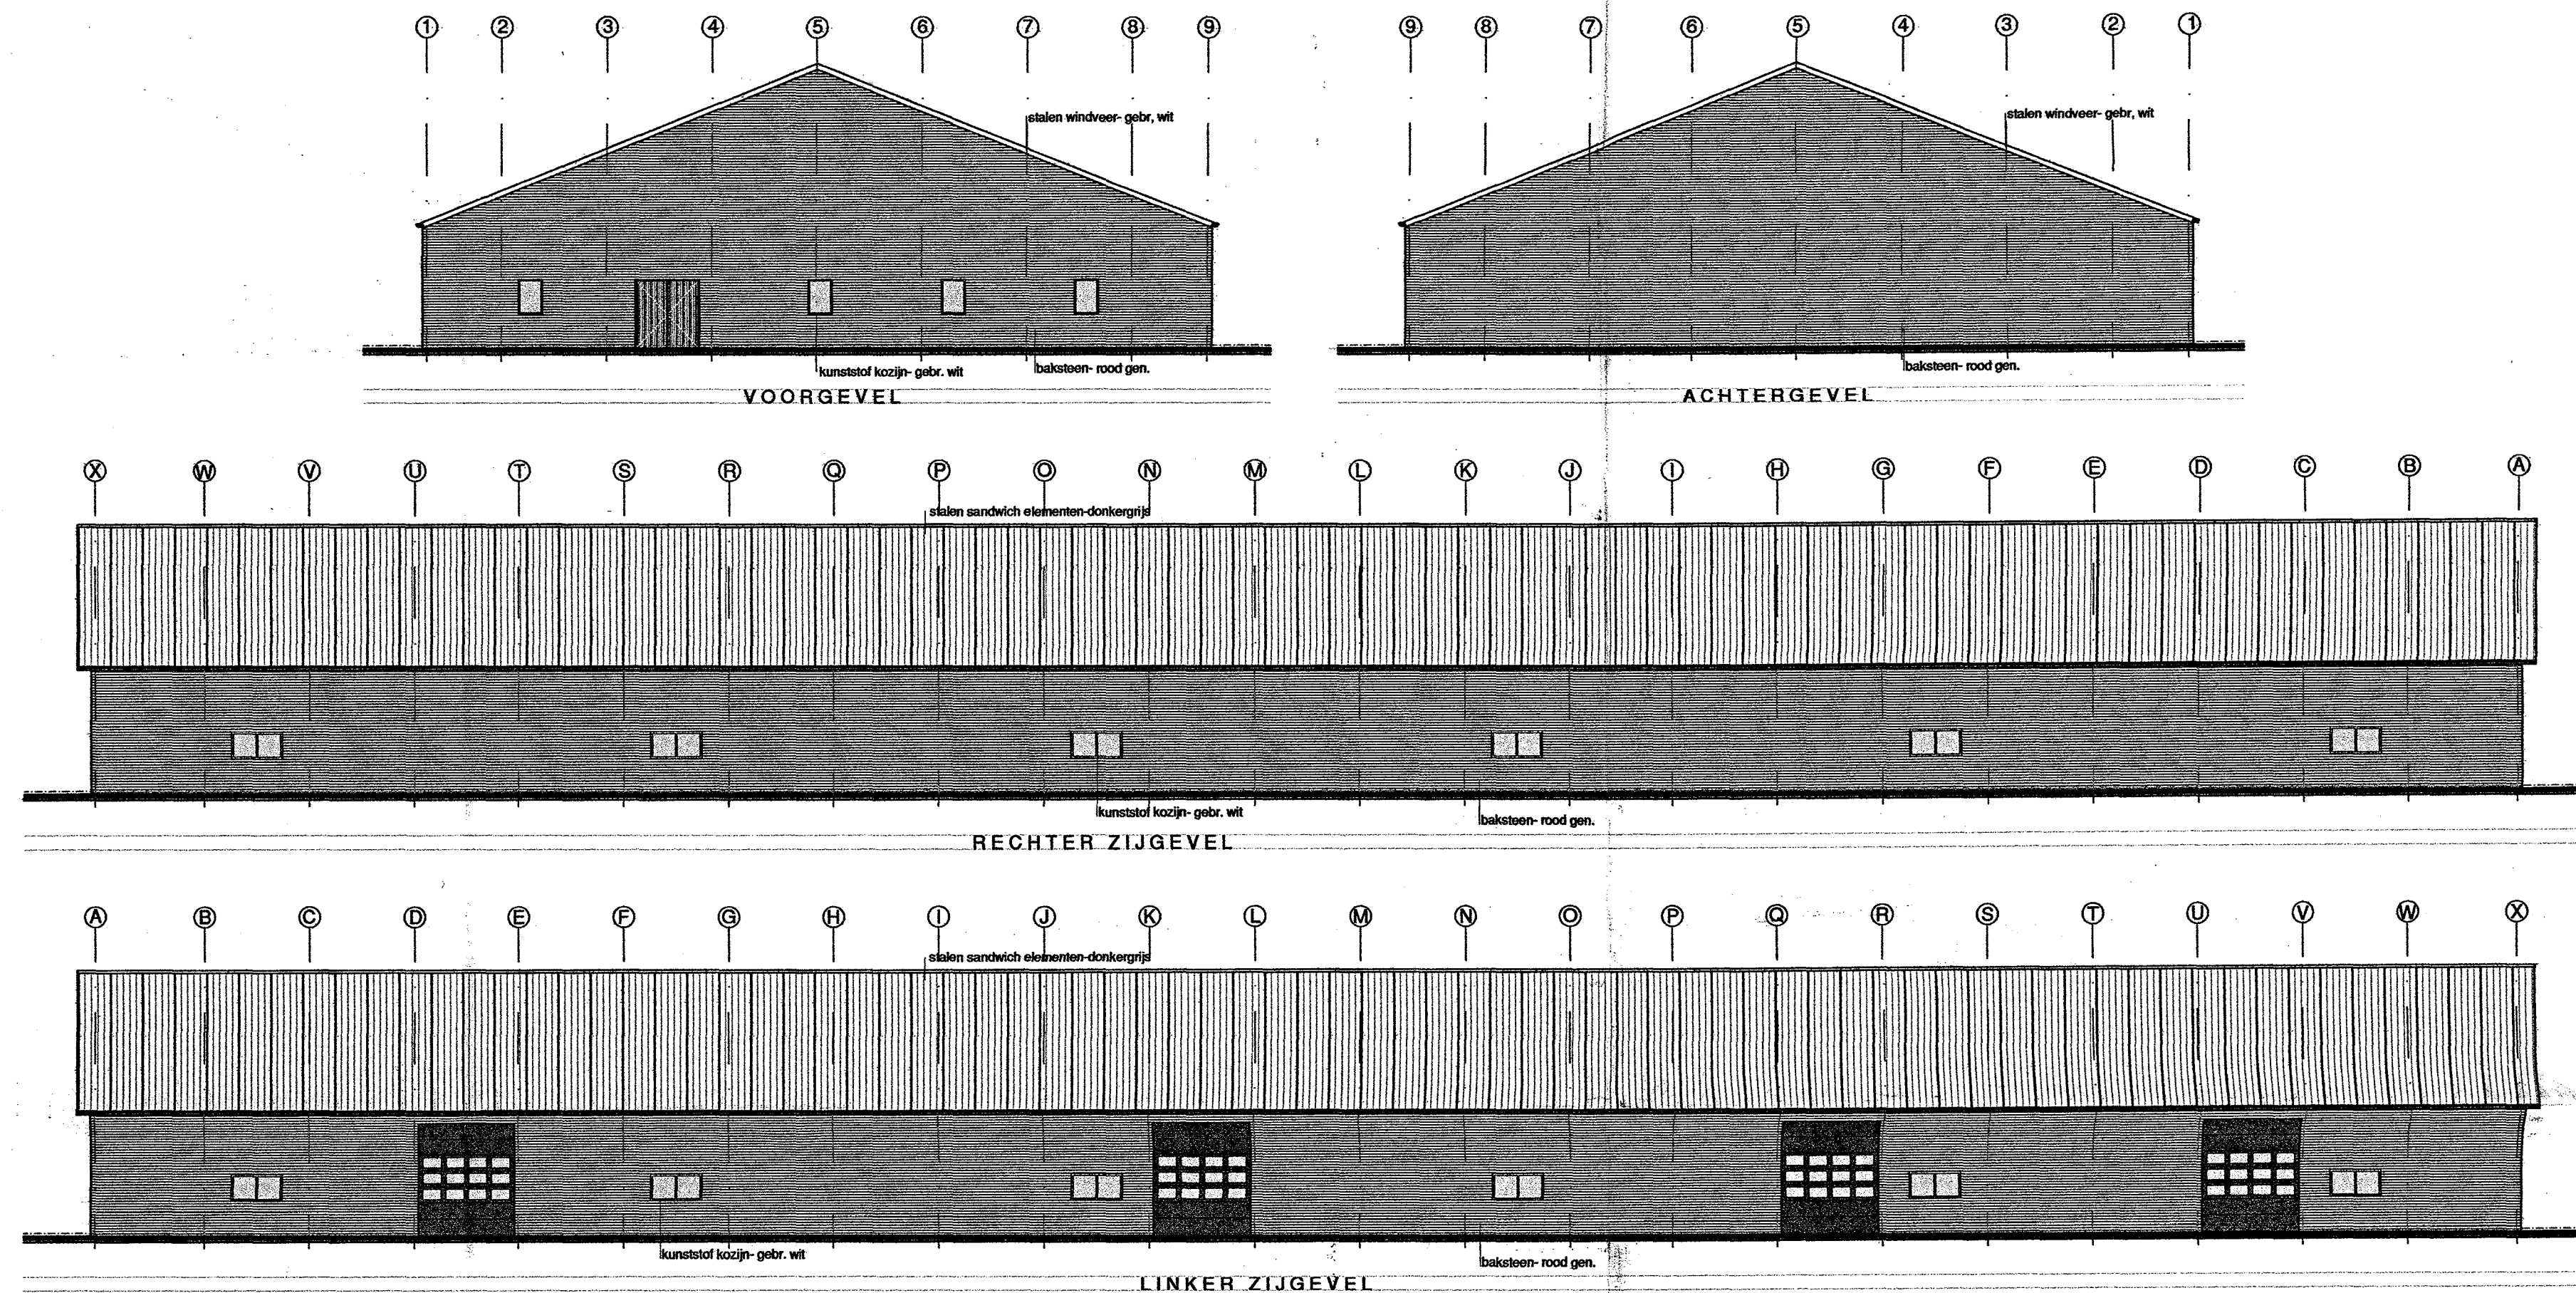 1 2 3 4 5 6 7 8 9
9 8 7 6 5 4 3 2 1
stalen windveer- gebr, wit
stalen windveer- gebr, wit
kunststof kozijn- gebr. wit
baksteen- rood gen.
baksteen- rood gen.
VOORGEVEL
ACHTERGEVEL
X W V U T S R Q P O N M L K J I H G F E D C B A
stalen sandwich elementen-donkergrijs
kunststof kozijn- gebr. wit
baksteen- rood gen.
RECHTER ZIJGEVEL
A B C D E F G H I J K L M N O P Q R S T U V W X
stalen sandwich elementen-donkergrijs
kunststof kozijn- gebr. wit
baksteen- rood gen.
LINKER ZIJGEVEL